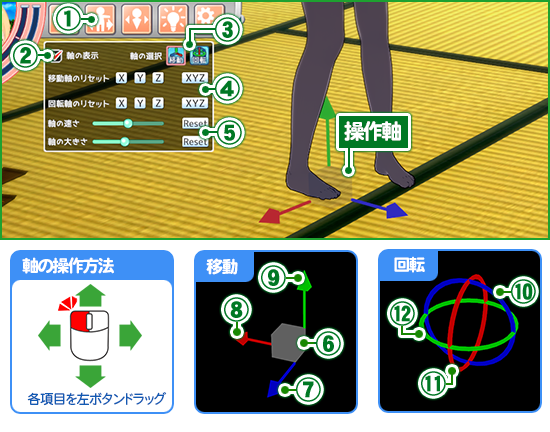 ①
②
軸の表示
軸の選択
③
移動
回転
移動軸のリセット X Y Z XYZ
④
回転軸のリセット X Y Z XYZ
軸の速さ Reset
⑤
軸の大きさ Reset
操作軸
軸の操作方法
各項目を左ボタンドラッグ
移動
⑨
⑧
⑥
⑦
回転
⑩
⑫
⑪